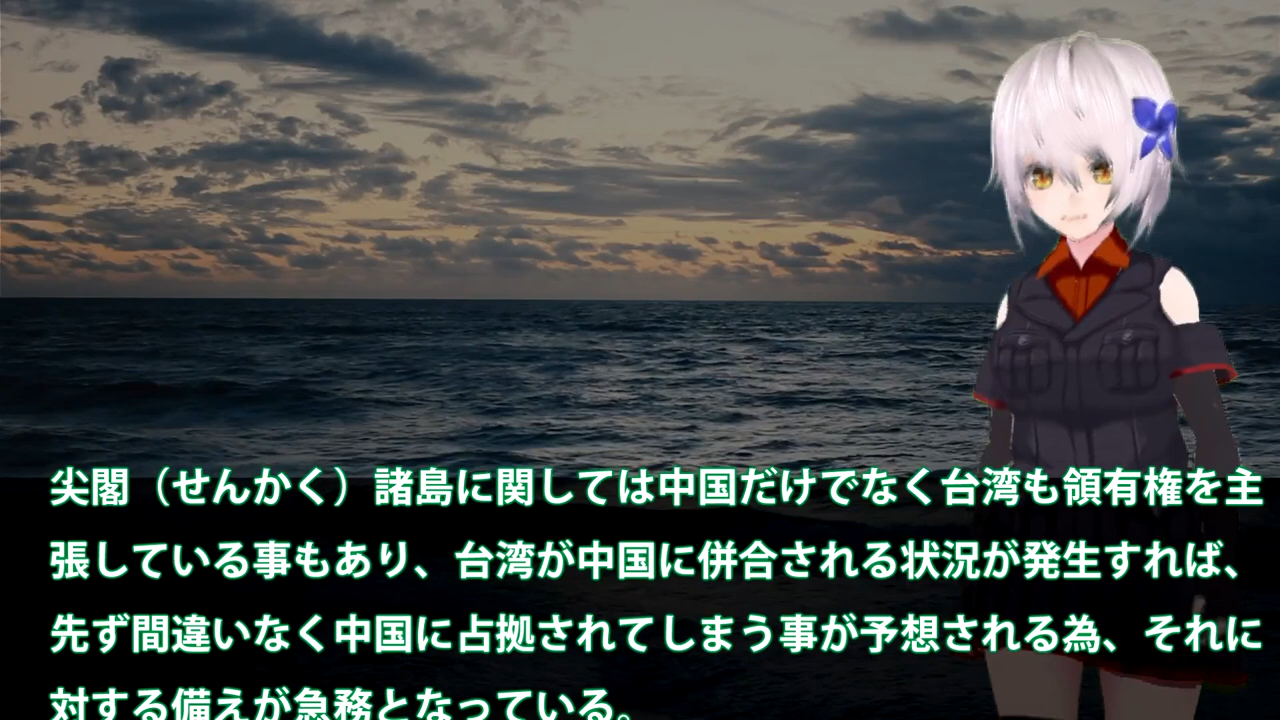 尖閣（せんかく）諸島に関しては中国だけでなく台湾も領有権を主
張している事もあり、台湾が中国に併合される状況が発生すれば、
先ず間違いなく中国に占拠されてしまう事が予想される為、それに
対する備えが急務となっている。